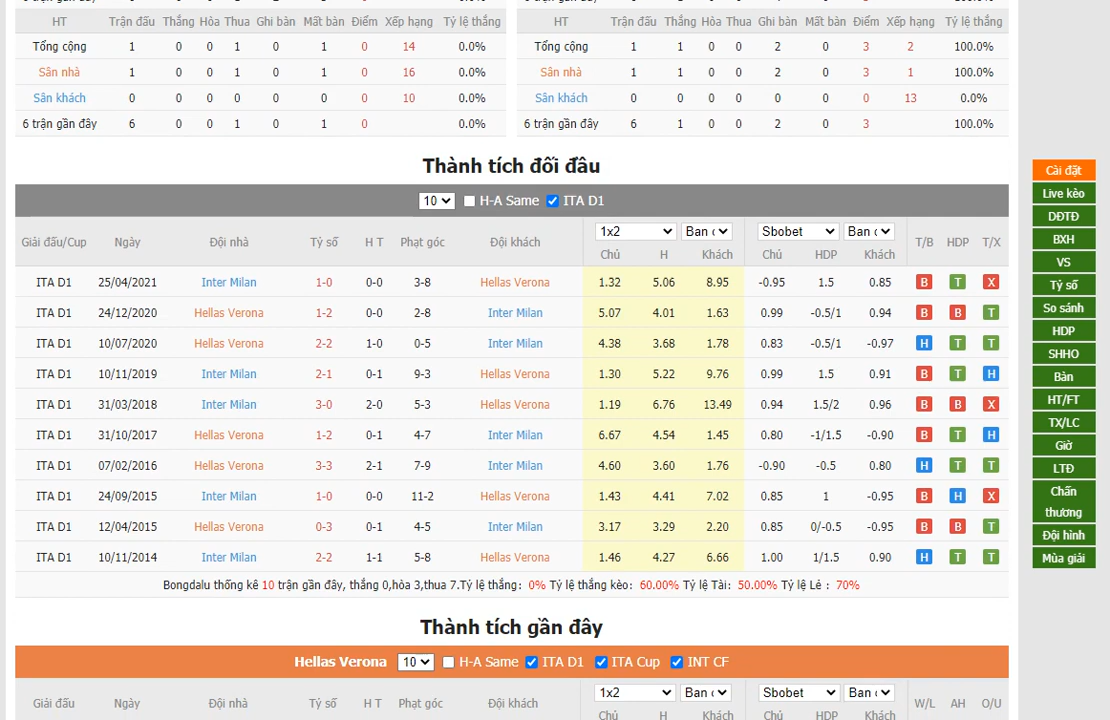 HT Trận đấu Thắng Hòa Thua Ghi bàn Mất bàn Điểm Xếp hạng Tỷ lệ thắng
Tổng cộng 1 0 0 1 0 1 0 14 0.0%
Sân nhà 1 0 0 1 0 1 0 16 0.0%
Sân khách 0 0 0 0 0 0 0 10 0.0%
6 trận gần đây 6 0 0 1 0 1 0 0.0%
HT Trận đấu Thắng Hòa Thua Ghi bàn Mất bàn Điểm Xếp hạng Tỷ lệ thắng
Tổng cộng 1 1 0 0 2 0 3 2 100.0%
Sân nhà 1 1 0 0 2 0 3 1 100.0%
Sân khách 0 0 0 0 0 0 0 13 0.0%
6 trận gần đây 6 1 0 0 2 0 3 100.0%
Thành tích đối đầu
10 H-A Same ITA D1
Giải đấu/Cup Ngày Đội nhà Tỷ số H T Phạt góc Đội khách 1x2 Ban Sbobet Ban T/B HDP T/X
Chủ H Khách Chủ HDP Khách
ITA D1 25/04/2021 Inter Milan 1-0 0-0 3-8 Hellas Verona 1.32 5.06 8.95 -0.95 1.5 0.85 B T X
ITA D1 24/12/2020 Hellas Verona 1-2 0-0 2-8 Inter Milan 5.07 4.01 1.63 0.99 -0.5/1 0.94 B B T
ITA D1 10/07/2020 Hellas Verona 2-2 1-0 0-5 Inter Milan 4.38 3.68 1.78 0.83 -0.5/1 -0.97 H T T
ITA D1 10/11/2019 Inter Milan 2-1 0-1 9-3 Hellas Verona 1.30 5.22 9.76 0.99 1.5 0.91 B T H
ITA D1 31/03/2018 Inter Milan 3-0 2-0 5-3 Hellas Verona 1.19 6.76 13.49 0.94 1.5/2 0.96 B B X
ITA D1 31/10/2017 Hellas Verona 1-2 0-1 4-7 Inter Milan 6.67 4.54 1.45 0.80 -1/1.5 -0.90 B T H
ITA D1 07/02/2016 Hellas Verona 3-3 2-1 7-9 Inter Milan 4.60 3.60 1.76 -0.90 -0.5 0.80 H T T
ITA D1 24/09/2015 Inter Milan 1-0 0-0 11-2 Hellas Verona 1.43 4.41 7.02 0.85 1 -0.95 B H X
ITA D1 12/04/2015 Hellas Verona 0-3 0-1 4-5 Inter Milan 3.17 3.29 2.20 0.85 0/-0.5 -0.95 B B T
ITA D1 10/11/2014 Inter Milan 2-2 1-1 5-8 Hellas Verona 1.46 4.27 6.66 1.00 1/1.5 0.90 H T T
Bongdalu thống kê 10 trận gần đây, thắng 0,hòa 3,thua 7.Tỷ lệ thắng: 0% Tỷ lệ thắng kèo: 60.00% Tỷ lệ Tài: 50.00% Tỷ lệ Lẻ : 70%
Thành tích gần đây
Hellas Verona 10 H-A Same ITA D1 ITA Cup INT CF
Giải đấu Ngày Đội nhà Tỷ số H T Phạt góc Đội khách 1x2 Ban Sbobet Ban W/L AH O/U
Chủ H Khách Chủ HDP Khách
Cài đặt
Live kèo
DĐTĐ
BXH
VS
Tỷ số
So sánh
HDP
SHHO
Bàn
HT/FT
TX/LC
Giờ
LTĐ
Chấn
thương
Đội hình
Mùa giải